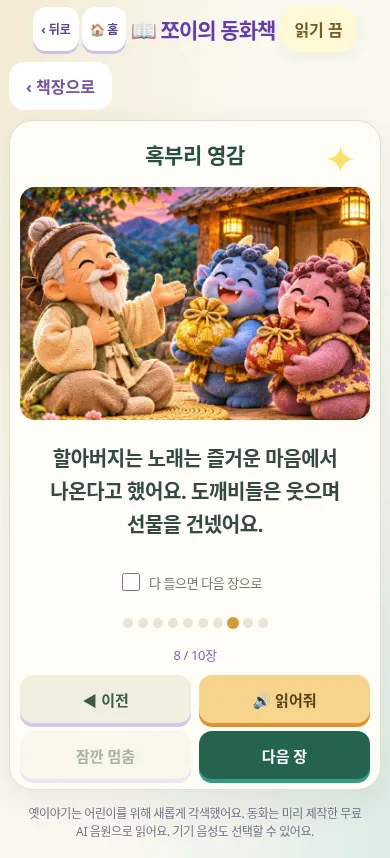 ‹ 뒤로
🏠 홈
📖 쪼이의 동화책
읽기 끔
‹ 책장으로
혹부리 영감
할아버지는 노래는 즐거운 마음에서
나온다고 했어요. 도깨비들은 웃으며
선물을 건넸어요.
다 들으면 다음 장으로
8 / 10장
◀ 이전
🔊 읽어줘
잠깐 멈춤
다음 장
옛이야기는 어린이를 위해 새롭게 각색했어요. 동화는 미리 제작한 무료
AI 음원으로 읽어요. 기기 음성도 선택할 수 있어요.